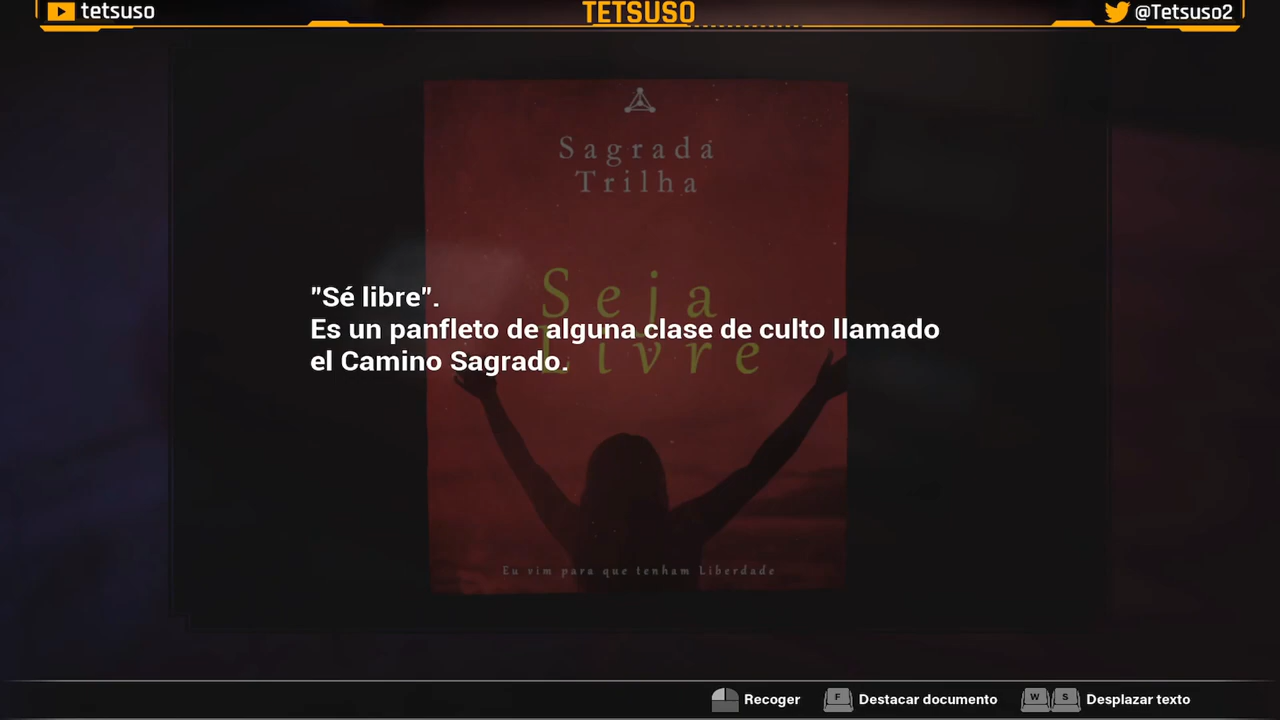 tetsuso
TETSUSO
@Tetsuso2
Sagrada
Trilha
Seja
Livre
"Sé libre".
Es un panfleto de alguna clase de culto llamado
el Camino Sagrado.
Eu vim para que tenham Liberdade
Recoger
F
Destacar documento
W
S
Desplazar texto